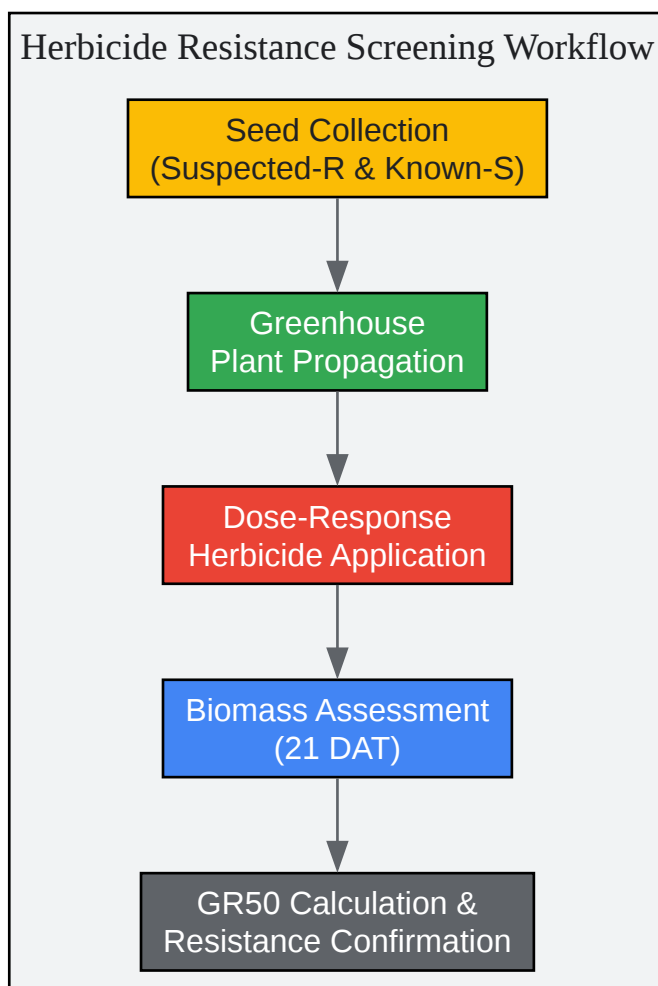 Herbicide Resistance Screening Workflow
Seed Collection
(Suspected-R & Known-S)
Greenhouse
Plant Propagation
Dose-Response
Herbicide Application
Biomass Assessment
(21 DAT)
GR50 Calculation &
Resistance Confirmation